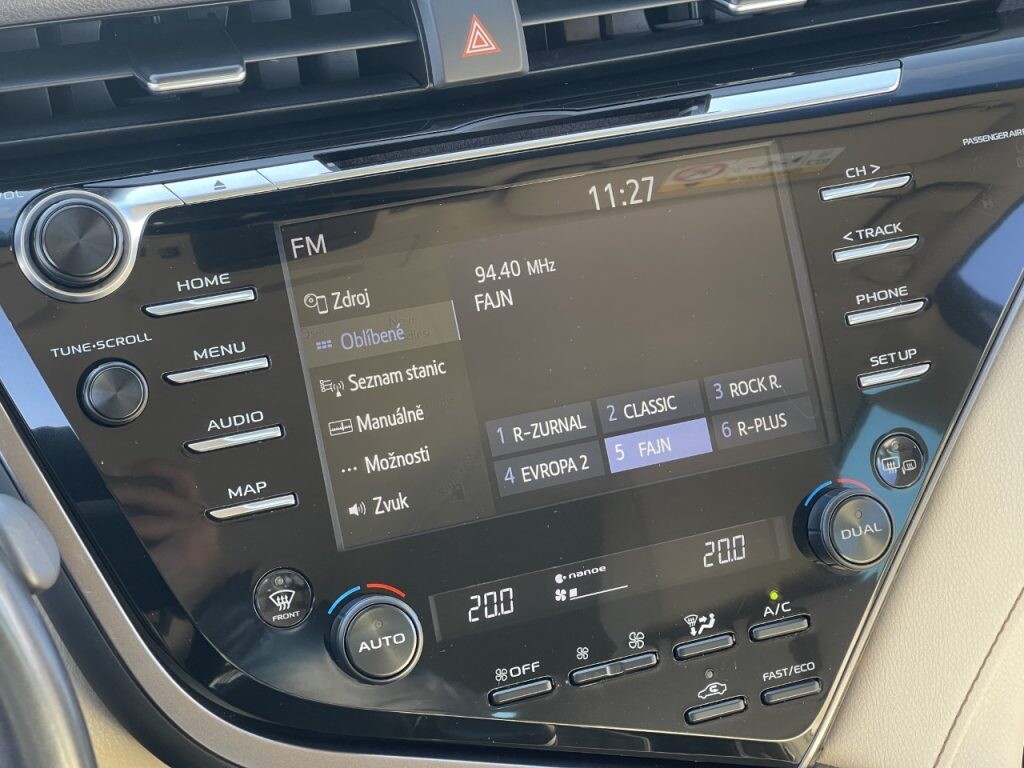 VOL
PASSENGER AIR
CH >
< TRACK
PHONE
SETUP
HOME
TUNE•SCROLL
MENU
AUDIO
MAP
11:27
FM
94.40 MHz
FAJN
Zdroj
Oblíbené
Seznam stanic
Manuálně
... Možnosti
Zvuk
1 R-ZURNAL
2 CLASSIC
3 ROCK R.
4 EVROPA 2
5 FAJN
6 R-PLUS
FRONT
AUTO
20.0
nanoe
20.0
DUAL
OFF
A/C
FAST/ECO